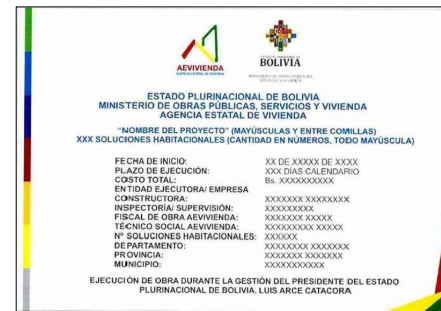 AEVIVIENDA
AGENCIA ESTATAL DE VIVIENDA
BOLIVIA
ESTADO PLURINACIONAL DE BOLIVIA
MINISTERIO DE OBRAS PÚBLICAS, SERVICIOS Y VIVIENDA
AGENCIA ESTATAL DE VIVIENDA
"NOMBRE DEL PROYECTO" (MAYÚSCULAS Y ENTRE COMILLAS)
XXX SOLUCIONES HABITACIONALES (CANTIDAD EN NÚMEROS, TODO MAYÚSCULA)
FECHA DE INICIO: XX DE XXXXX DE XXXX
PLAZO DE EJECUCIÓN: XXX DÍAS CALENDARIO
COSTO TOTAL: Bs. XXXXXXXXXX
ENTIDAD EJECUTORA/ EMPRESA
CONSTRUCTORA: XXXXXXX XXXXXXXX
INSPECTORÍA/ SUPERVISIÓN: XXXXXXXXX
FISCAL DE OBRA AEVIVIENDA: XXXXXXX XXXXX
TÉCNICO SOCIAL AEVIVIENDA: XXXXXXXXX XXXXX
Nº SOLUCIONES HABITACIONALES: XXXXXX
DEPARTAMENTO: XXXXXXXX XXXXXXX
PROVINCIA: XXXXXXX XXXXXXX
MUNICIPIO: XXXXXXXXXXX
EJECUCIÓN DE OBRA DURANTE LA GESTIÓN DEL PRESIDENTE DEL ESTADO
PLURINACIONAL DE BOLIVIA, LUIS ARCE CATACORA